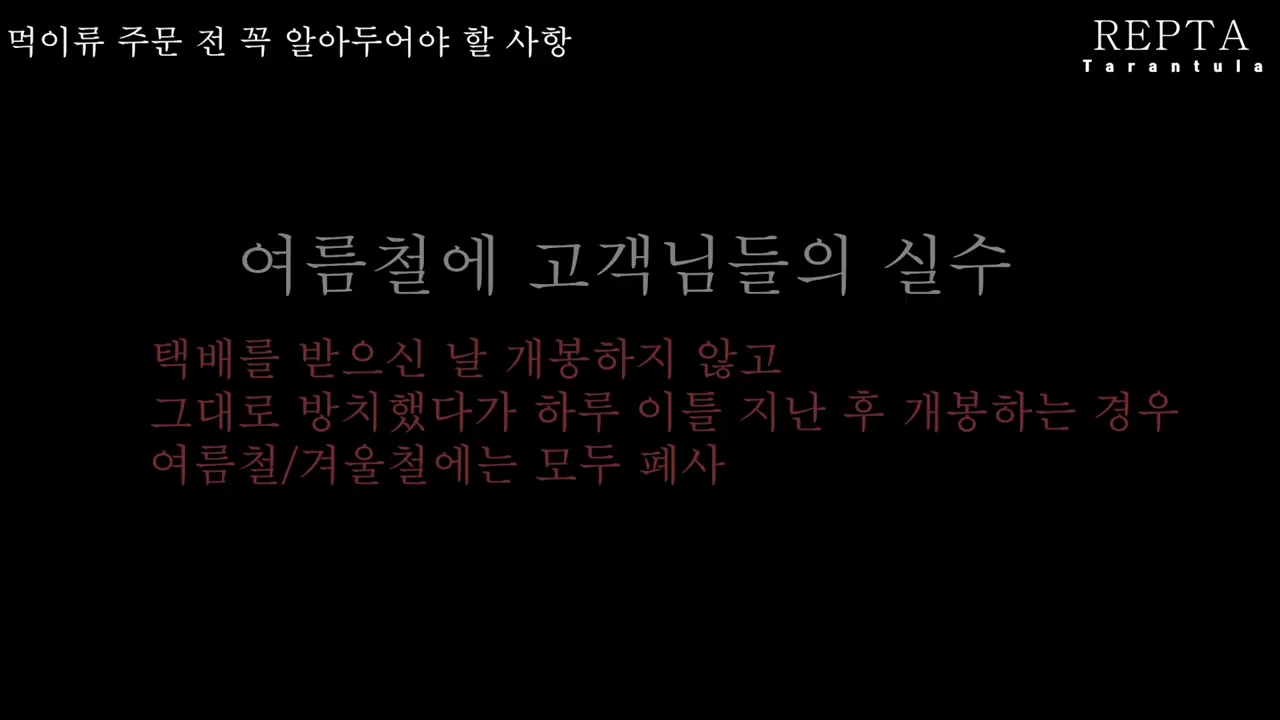 먹이류 주문 전 꼭 알아두어야 할 사항
REPTA
Tarantula
여름철에 고객님들의 실수
택배를 받으신 날 개봉하지 않고
그대로 방치했다가 하루 이틀 지난 후 개봉하는 경우
여름철/겨울철에는 모두 폐사